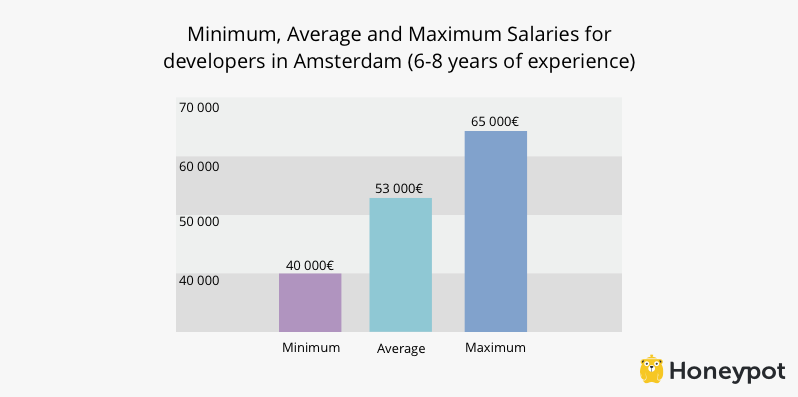 Minimum, Average and Maximum Salaries for
developers in Amsterdam (6-8 years of experience)
70 000
65 000€
60 000
53 000€
50 000
40 000€
40 000
Minimum
Average
Maximum
Honeypot